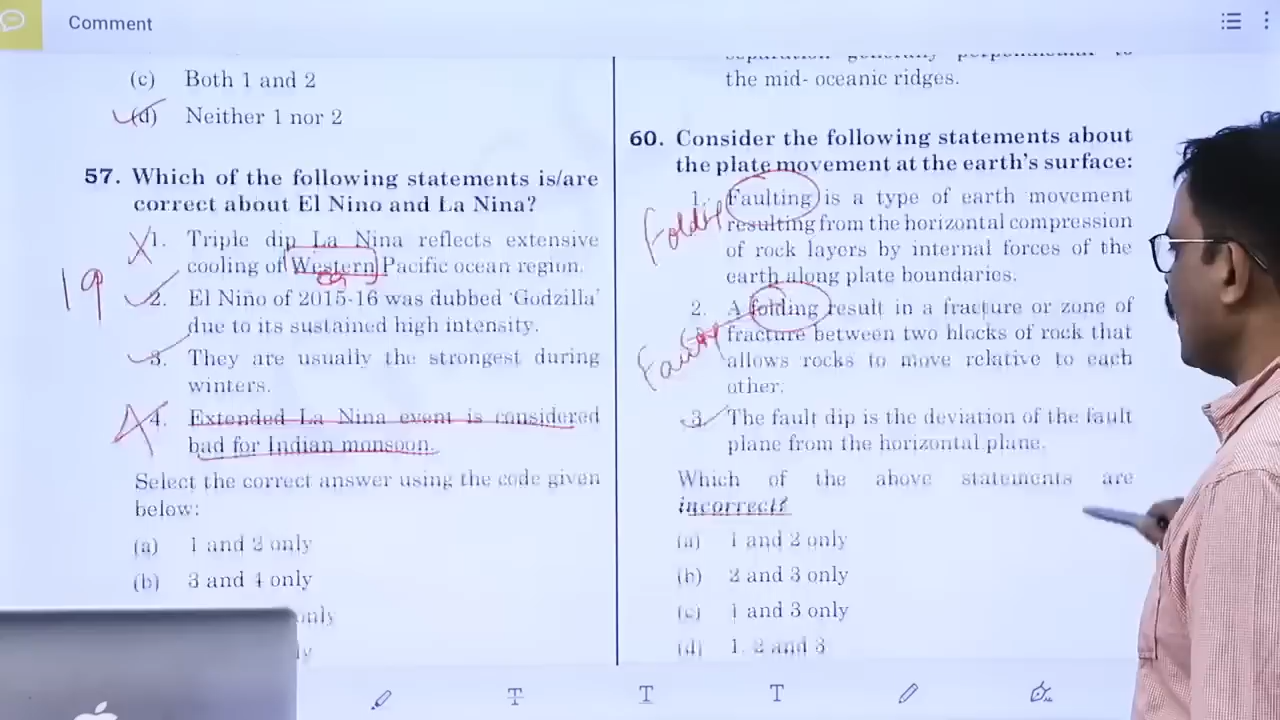 Comment
(c) Both 1 and 2
(d) Neither 1 nor 2
57. Which of the following statements is/are
correct about El Nino and La Nina?
1. Triple dip La Nina reflects extensive
cooling of Western Pacific ocean region.
2. El Niño of 2015-16 was dubbed ‘Godzilla’
due to its sustained high intensity.
3. They are usually the strongest during
winters.
4. Extended La Nina event is considered
bad for Indian monsoon.
Select the correct answer using the code given
below:
(a) 1 and 2 only
(b) 3 and 4 only
only
19
the mid- oceanic ridges.
60. Consider the following statements about
the plate movement at the earth's surface:
1. Faulting is a type of earth movement
resulting from the horizontal compression
of rock layers by internal forces of the
earth along plate boundaries.
2. A folding result in a fracture or zone of
fracture between two blocks of rock that
allows rocks to move relative to each
other.
3. The fault dip is the deviation of the fault
plane from the horizontal plane.
Which of the above statements are
incorrect?
(a) 1 and 2 only
(b) 2 and 3 only
(c) 1 and 3 only
(d) 1, 2 and 3